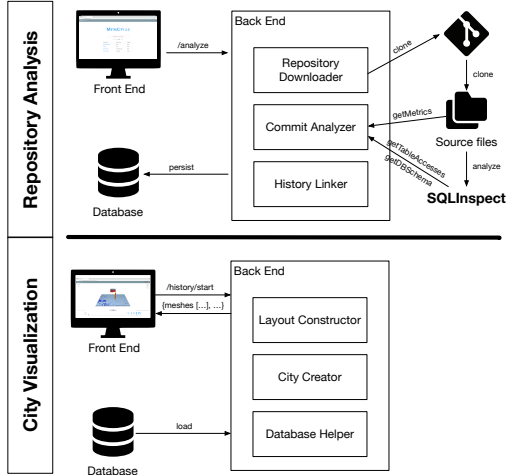 Repository Analysis
Front End
/analyze
Back End
Repository
Downloader
clone
clone
Commit Analyzer
getMetrics
Source files
getTableAccesses
getDBSchema
analyze
SQLInspect
History Linker
persist
Database
City Visualization
Front End
/history/start
{meshes [...], ...}
Back End
Layout Constructor
City Creator
Database Helper
load
Database